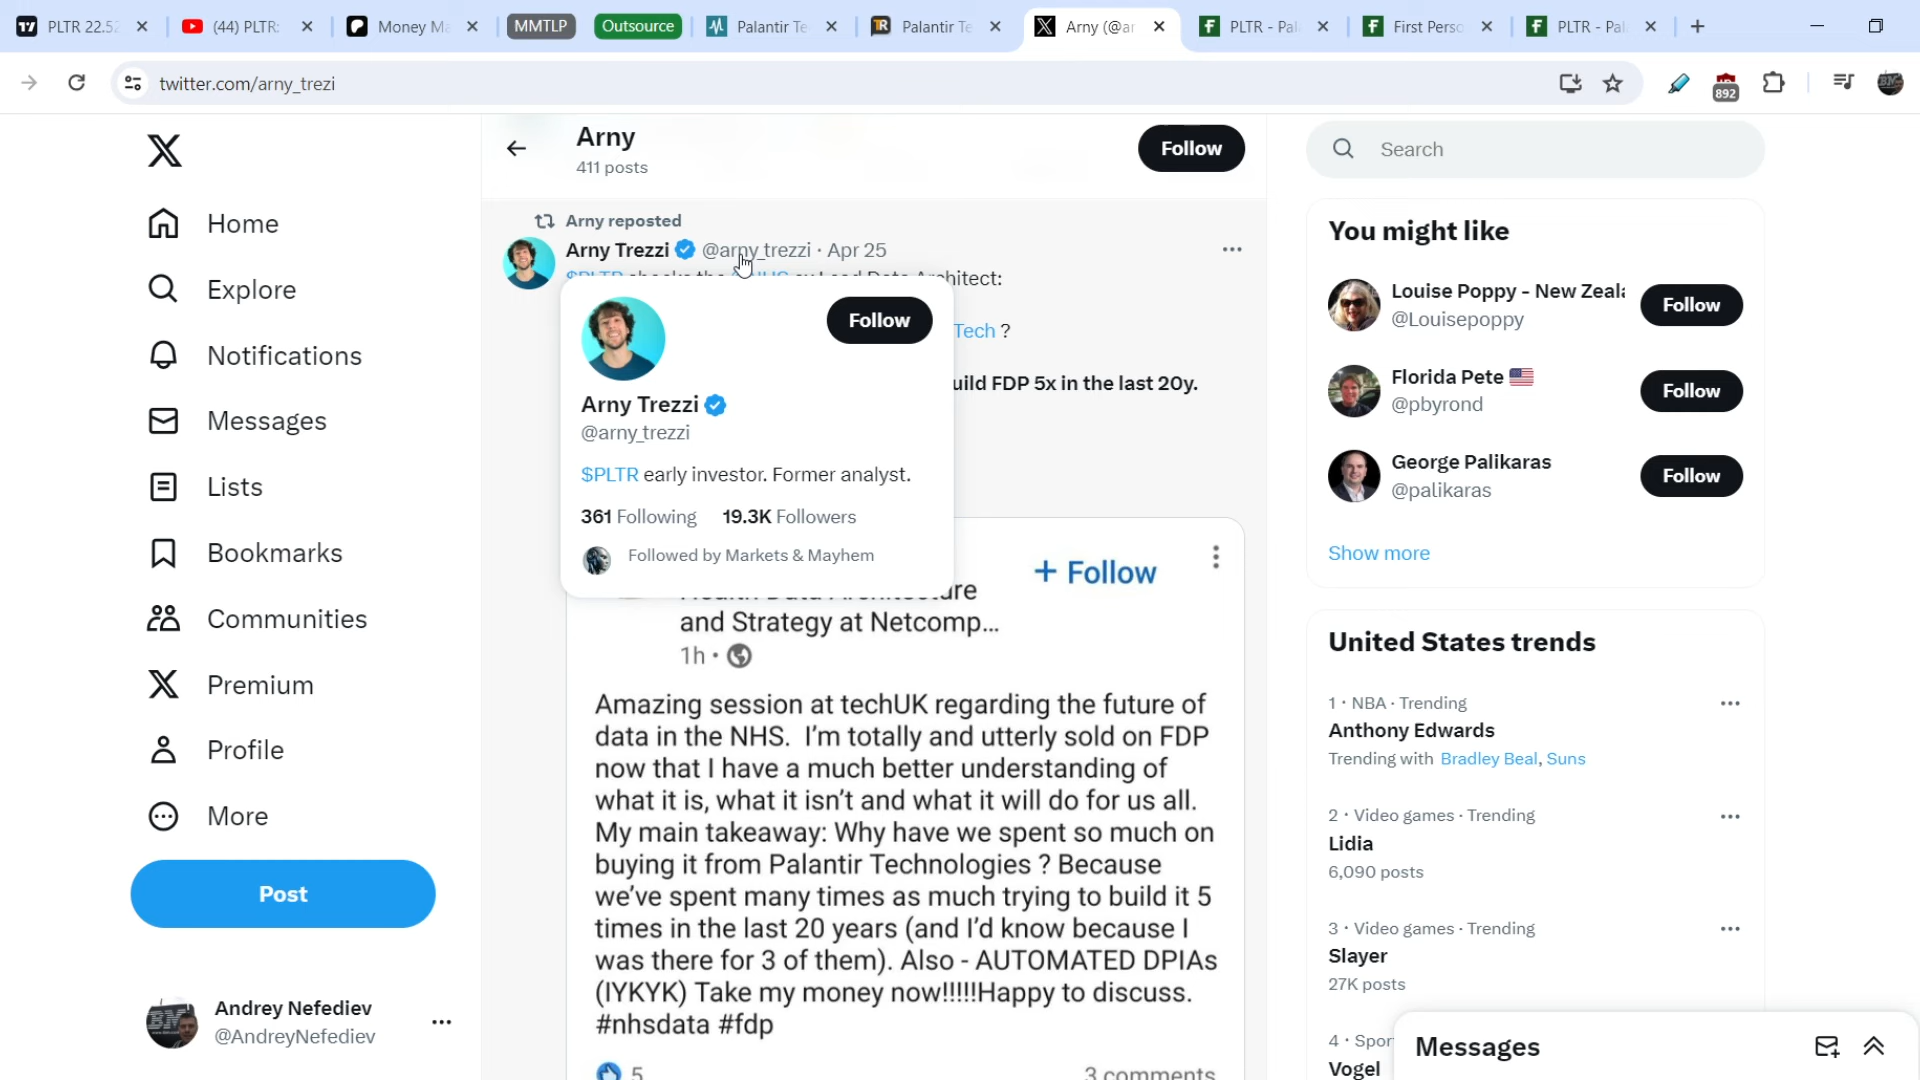 PLTR 22.52
(44) PLTR:
Money Ma
MMTLP
Outsource
Palantir Te
Palantir Te
Arny (@ar
PLTR - Pal
First Perso
PLTR - Pal
twitter.com/arny_trezi
892
Arny
411 posts
Follow
Home
Explore
Notifications
Messages
Lists
Bookmarks
Communities
Premium
Profile
More
Post
Andrey Nefediev
@AndreyNefediev
Arny reposted
Arny Trezzi @arny_trezzi · Apr 25
Lead Data Architect:
Tech ?
uild FDP 5x in the last 20y.
Follow
Arny Trezzi
@arny_trezzi
$PLTR early investor. Former analyst.
361 Following 19.3K Followers
Followed by Markets & Mayhem
+ Follow
and Strategy at Netcomp...
1h •
Amazing session at techUK regarding the future of
data in the NHS. I'm totally and utterly sold on FDP
now that I have a much better understanding of
what it is, what it isn't and what it will do for us all.
My main takeaway: Why have we spent so much on
buying it from Palantir Technologies ? Because
we've spent many times as much trying to build it 5
times in the last 20 years (and I'd know because I
was there for 3 of them). Also - AUTOMATED DPIAs
(IYKYK) Take my money now!!!!!Happy to discuss.
#nhsdata #fdp
5
3 comments
Search
You might like
Louise Poppy - New Zeala
@Louisepoppy
Follow
Florida Pete
@pbyrond
Follow
George Palikaras
@palikaras
Follow
Show more
United States trends
1 · NBA · Trending
Anthony Edwards
Trending with Bradley Beal, Suns
2 · Video games · Trending
Lidia
6,090 posts
3 · Video games · Trending
Slayer
27K posts
4 · Spor
Vogel
Messages